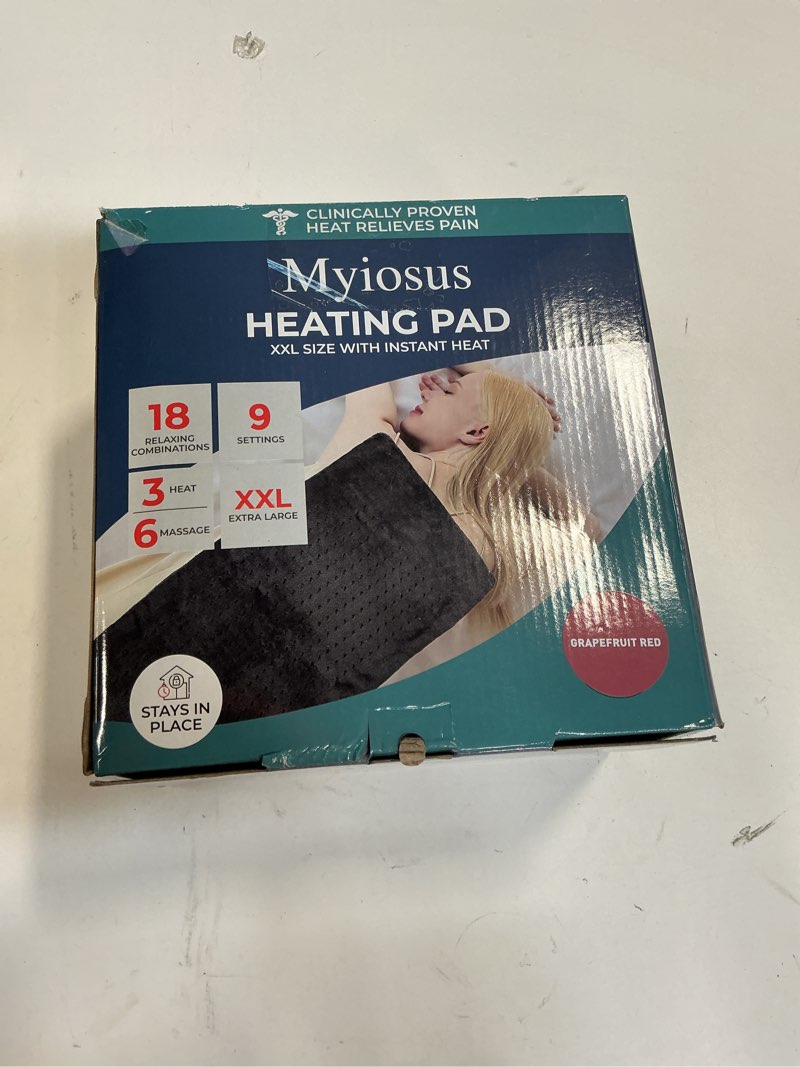 CLINICALLY PROVEN
HEAT RELIEVES PAIN
Myiosus
HEATING PAD
XXL SIZE WITH INSTANT HEAT
18
RELAXING
COMBINATIONS
9
SETTINGS
3 HEAT
6 MASSAGE
XXL
EXTRA LARGE
GRAPEFRUIT RED
STAYS IN
PLACE